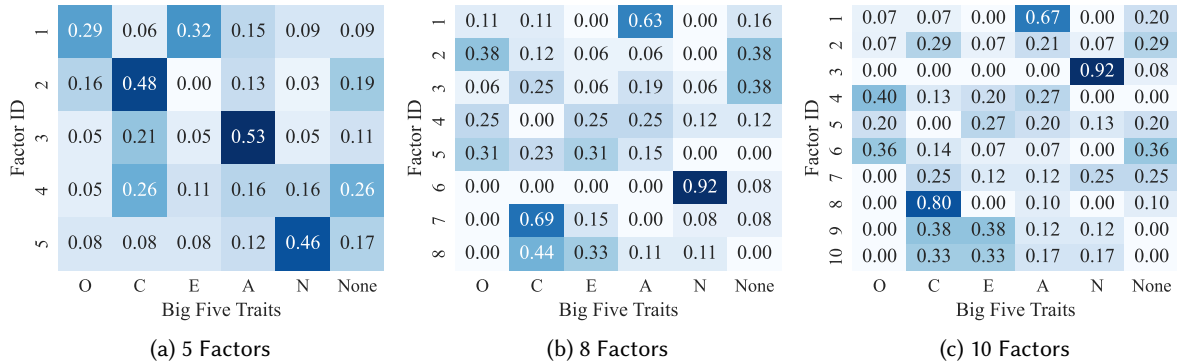 Factor ID
1 0.29 0.06 0.32 0.15 0.09 0.09
2 0.16 0.48 0.00 0.13 0.03 0.19
3 0.05 0.21 0.05 0.53 0.05 0.11
4 0.05 0.26 0.11 0.16 0.16 0.26
5 0.08 0.08 0.08 0.12 0.46 0.17
O C E A N None
Big Five Traits
(a) 5 Factors
Factor ID
1 0.11 0.11 0.00 0.63 0.00 0.16
2 0.38 0.12 0.06 0.06 0.00 0.38
3 0.06 0.25 0.06 0.19 0.06 0.38
4 0.25 0.00 0.25 0.25 0.12 0.12
5 0.31 0.23 0.31 0.15 0.00 0.00
6 0.00 0.00 0.00 0.00 0.92 0.08
7 0.00 0.69 0.15 0.00 0.08 0.08
8 0.00 0.44 0.33 0.11 0.11 0.00
O C E A N None
Big Five Traits
(b) 8 Factors
Factor ID
1 0.07 0.07 0.00 0.67 0.00 0.20
2 0.07 0.29 0.07 0.21 0.07 0.29
3 0.00 0.00 0.00 0.00 0.92 0.08
4 0.40 0.13 0.20 0.27 0.00 0.00
5 0.20 0.00 0.27 0.20 0.13 0.20
6 0.36 0.14 0.07 0.07 0.00 0.36
7 0.00 0.25 0.12 0.12 0.25 0.25
8 0.00 0.80 0.00 0.10 0.00 0.10
9 0.00 0.38 0.38 0.12 0.12 0.00
10 0.00 0.33 0.33 0.17 0.17 0.00
O C E A N None
Big Five Traits
(c) 10 Factors